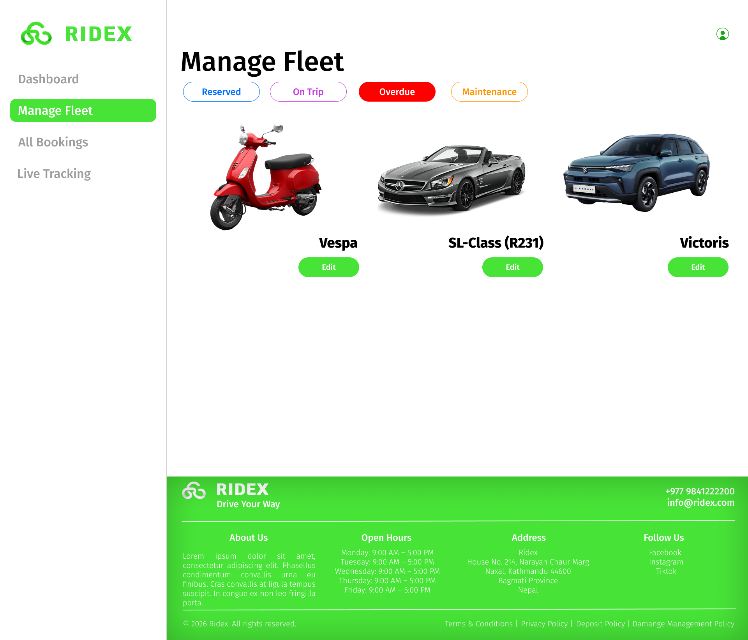 RIDEX
Dashboard
Manage Fleet
All Bookings
Live Tracking
Manage Fleet
Reserved
On Trip
Overdue
Maintenance
Vespa
SL-Class (R231)
Victoris
Edit
Edit
Edit
RIDEX
Drive Your Way
+977 9841222200
info@ridex.com
About Us
Lorem ipsum dolor sit amet,
consectetur adipiscing elit. Phasellus
condimentum convallis urna eu
finibus. Cras convallis at ligula tempus
suscipit. In congue ex non leo fringilla
porta.
Open Hours
Monday: 9:00 AM – 5:00 PM
Tuesday: 9:00 AM – 5:00 PM
Wednesday: 9:00 AM – 5:00 PM
Thursday: 9:00 AM – 5:00 PM
Friday: 9:00 AM – 5:00 PM
Address
Ridex
House No. 214, Narayan Chaur Marg
Naxal, Kathmandu 44600
Bagmati Province
Nepal
Follow Us
Facebook
Instagram
Tiktok
© 2026 Ridex. All rights reserved.
Terms & Conditions | Privacy Policy | Deposit Policy | Damange Management Policy